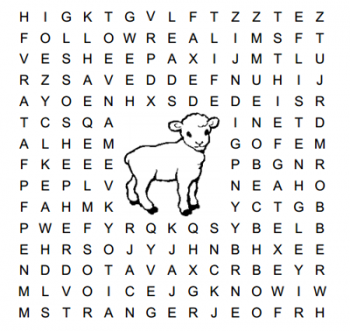 H I G K T G V L F T Z Z T E Z
F O L L O W R E A L I M S F T
V E S H E E P A X I J M T L U
R Z S A V E D D E F N U H I J
A Y O E N H X S D E D E I S R
T C S Q A I N E T D
A L H E M G O F E M
F K E E E P B G N R
P E P L V N E A H O
F A H M K Y C T G B
P W E F Y R Q K Q S Y B E L B
E H R S O J Y J H N B H X E E
N D D O T A V A X C R B E Y R
M L V O I C E J G K N O W I W
M S T R A N G E R J E O F R H